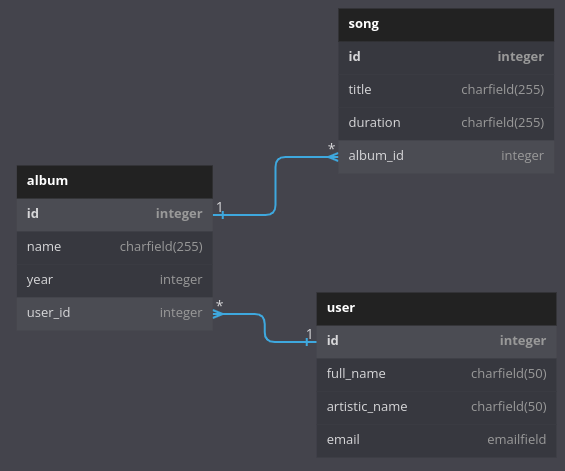 song
id integer
title charfield(255)
duration charfield(255)
* album_id integer
album
1
id integer
name charfield(255)
year integer
user_id integer *
user
1
id integer
full_name charfield(50)
artistic_name charfield(50)
email emailfield